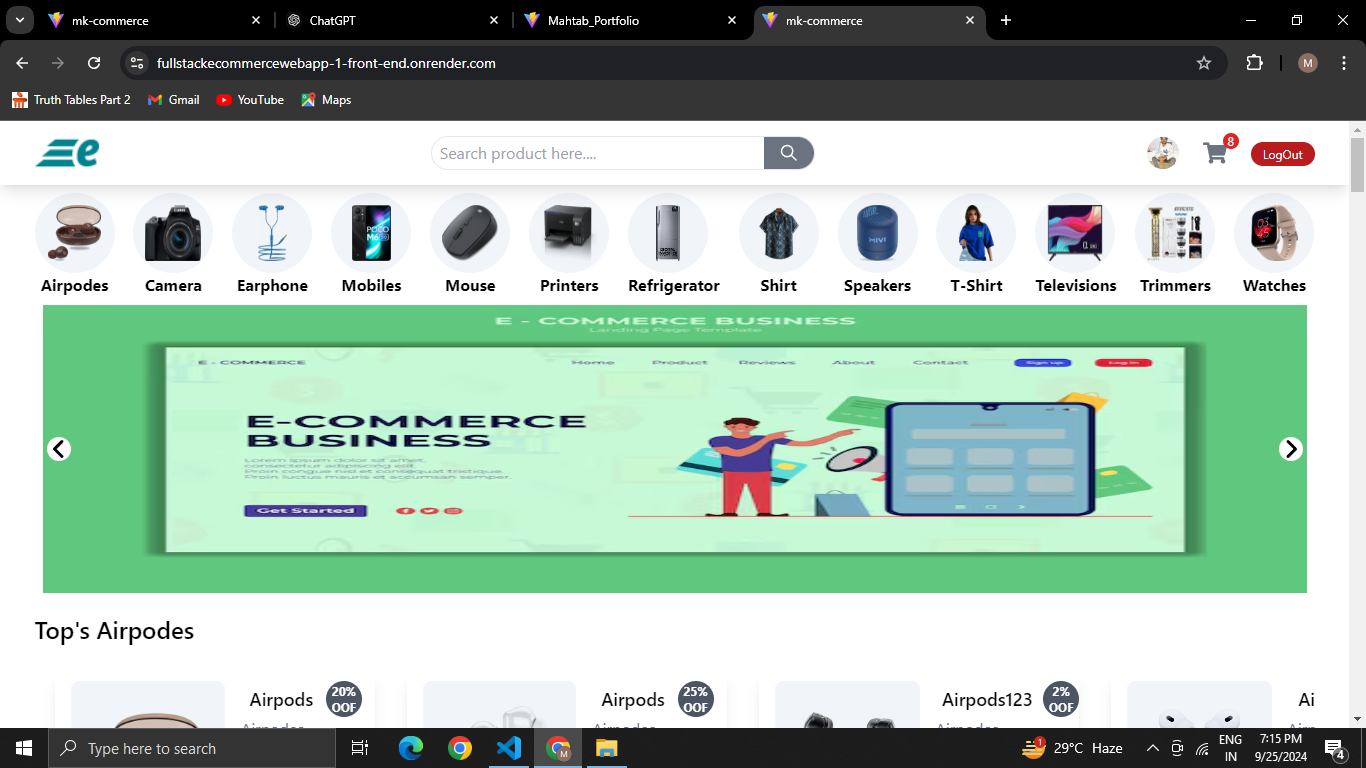 mk-commerce
ChatGPT
Mahtab_Portfolio
mk-commerce
fullstackecommercewebapp-1-front-end.onrender.com
M
Truth Tables Part 2
Gmail
YouTube
Maps
e
Search product here....
8
LogOut
Airpodes
Camera
Earphone
Mobiles
Mouse
Printers
Refrigerator
Shirt
Speakers
T-Shirt
Televisions
Trimmers
Watches
POCO
MIVI
E - COMMERCE BUSINESS
Landing Page Template
E - COMMERCE
Home
Product
Reviews
About
Contact
Sign up
Log in
E-COMMERCE
BUSINESS
Lorem ipsum dolor sit amet,
consectetur adipiscing elit.
Proin congue nisl et consequat tristique.
Proin luctus mauris et accumsan semper.
Get Started
Top's Airpodes
Airpods
20%
OOF
Airpodes
Airpods
25%
OOF
Airpodes
Airpods123
2%
OOF
Airpodes
Ai
Type here to search
M
1
29°C Haze
ENG
IN
7:15 PM
9/25/2024
4